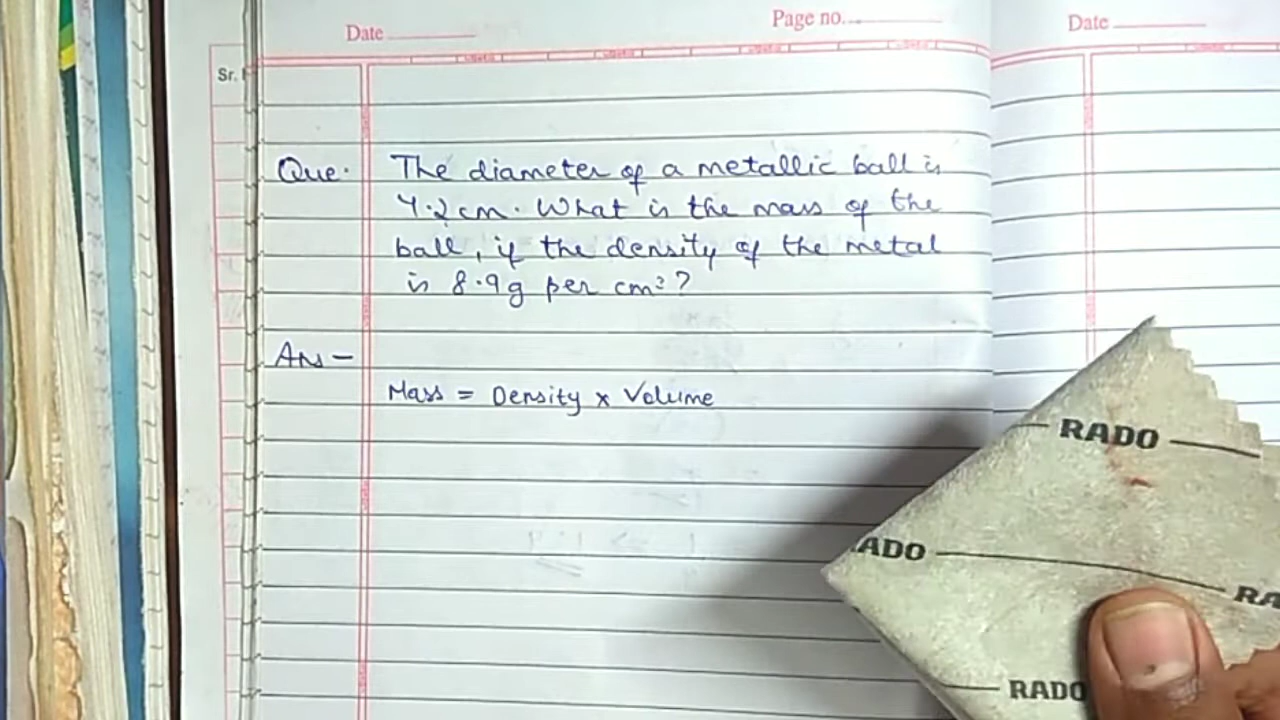 Date
Page no.
Date
Sr.
Que. The diameter of a metallic ball is
4.2 cm. What is the mass of the
ball, if the density of the metal
is 8.9g per cm³?
Ans -
Mass = Density x Volume
RADO
RADO
RA
RADO